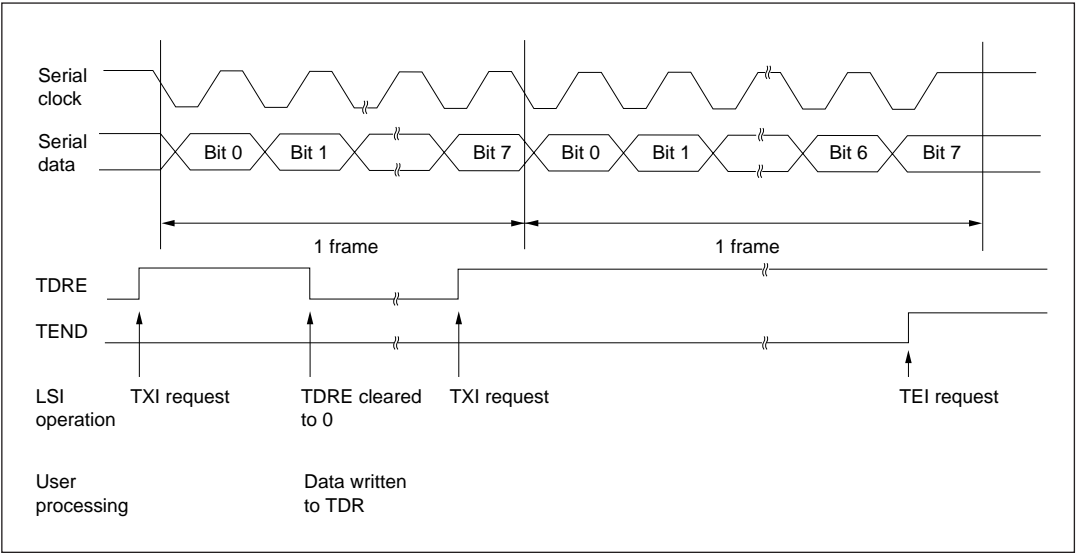 Serial
clock
Serial
data
Bit 0 Bit 1 Bit 7 Bit 0 Bit 1 Bit 6 Bit 7
1 frame 1 frame
TDRE
TEND
LSI
operation
TXI request
TDRE cleared
to 0
TXI request
TEI request
User
processing
Data written
to TDR